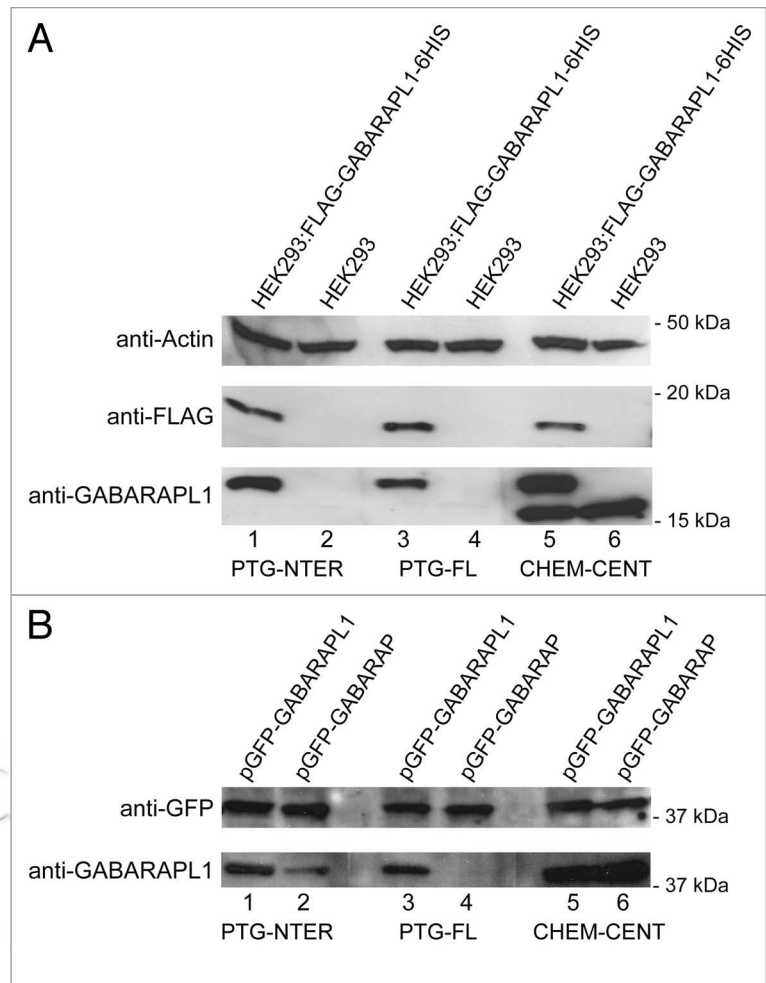 A
HEK293:FLAG-GABARAPL1-6HIS
HEK293
HEK293:FLAG-GABARAPL1-6HIS
HEK293
HEK293:FLAG-GABARAPL1-6HIS
HEK293
anti-Actin
- 50 kDa
anti-FLAG
- 20 kDa
anti-GABARAPL1
- 15 kDa
1 2 3 4 5 6
PTG-NTER PTG-FL CHEM-CENT
B
pGFP-GABARAPL1
pGFP-GABARAP
pGFP-GABARAPL1
pGFP-GABARAP
pGFP-GABARAPL1
pGFP-GABARAP
anti-GFP
- 37 kDa
anti-GABARAPL1
- 37 kDa
1 2 3 4 5 6
PTG-NTER PTG-FL CHEM-CENT